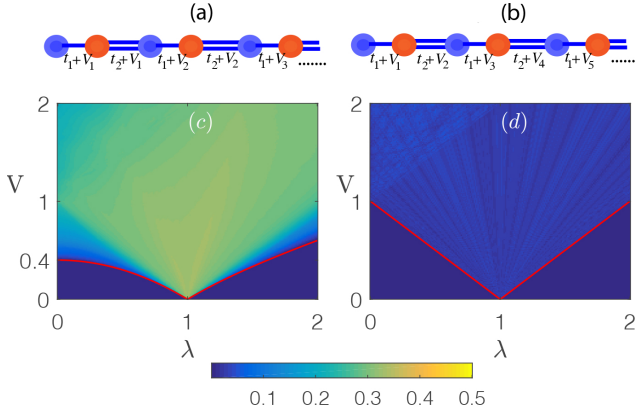 (a) (b)
t₁+V₁ t₂+V₁ t₁+V₂ t₂+V₂ t₁+V₃ ....... t₁+V₁ t₂+V₂ t₁+V₃ t₂+V₄ t₁+V₅ ......
2 (c) 2 (d)
V V
1 1
0.4
0 0
0 1 2 0 1 2
λ λ
0.1 0.2 0.3 0.4 0.5